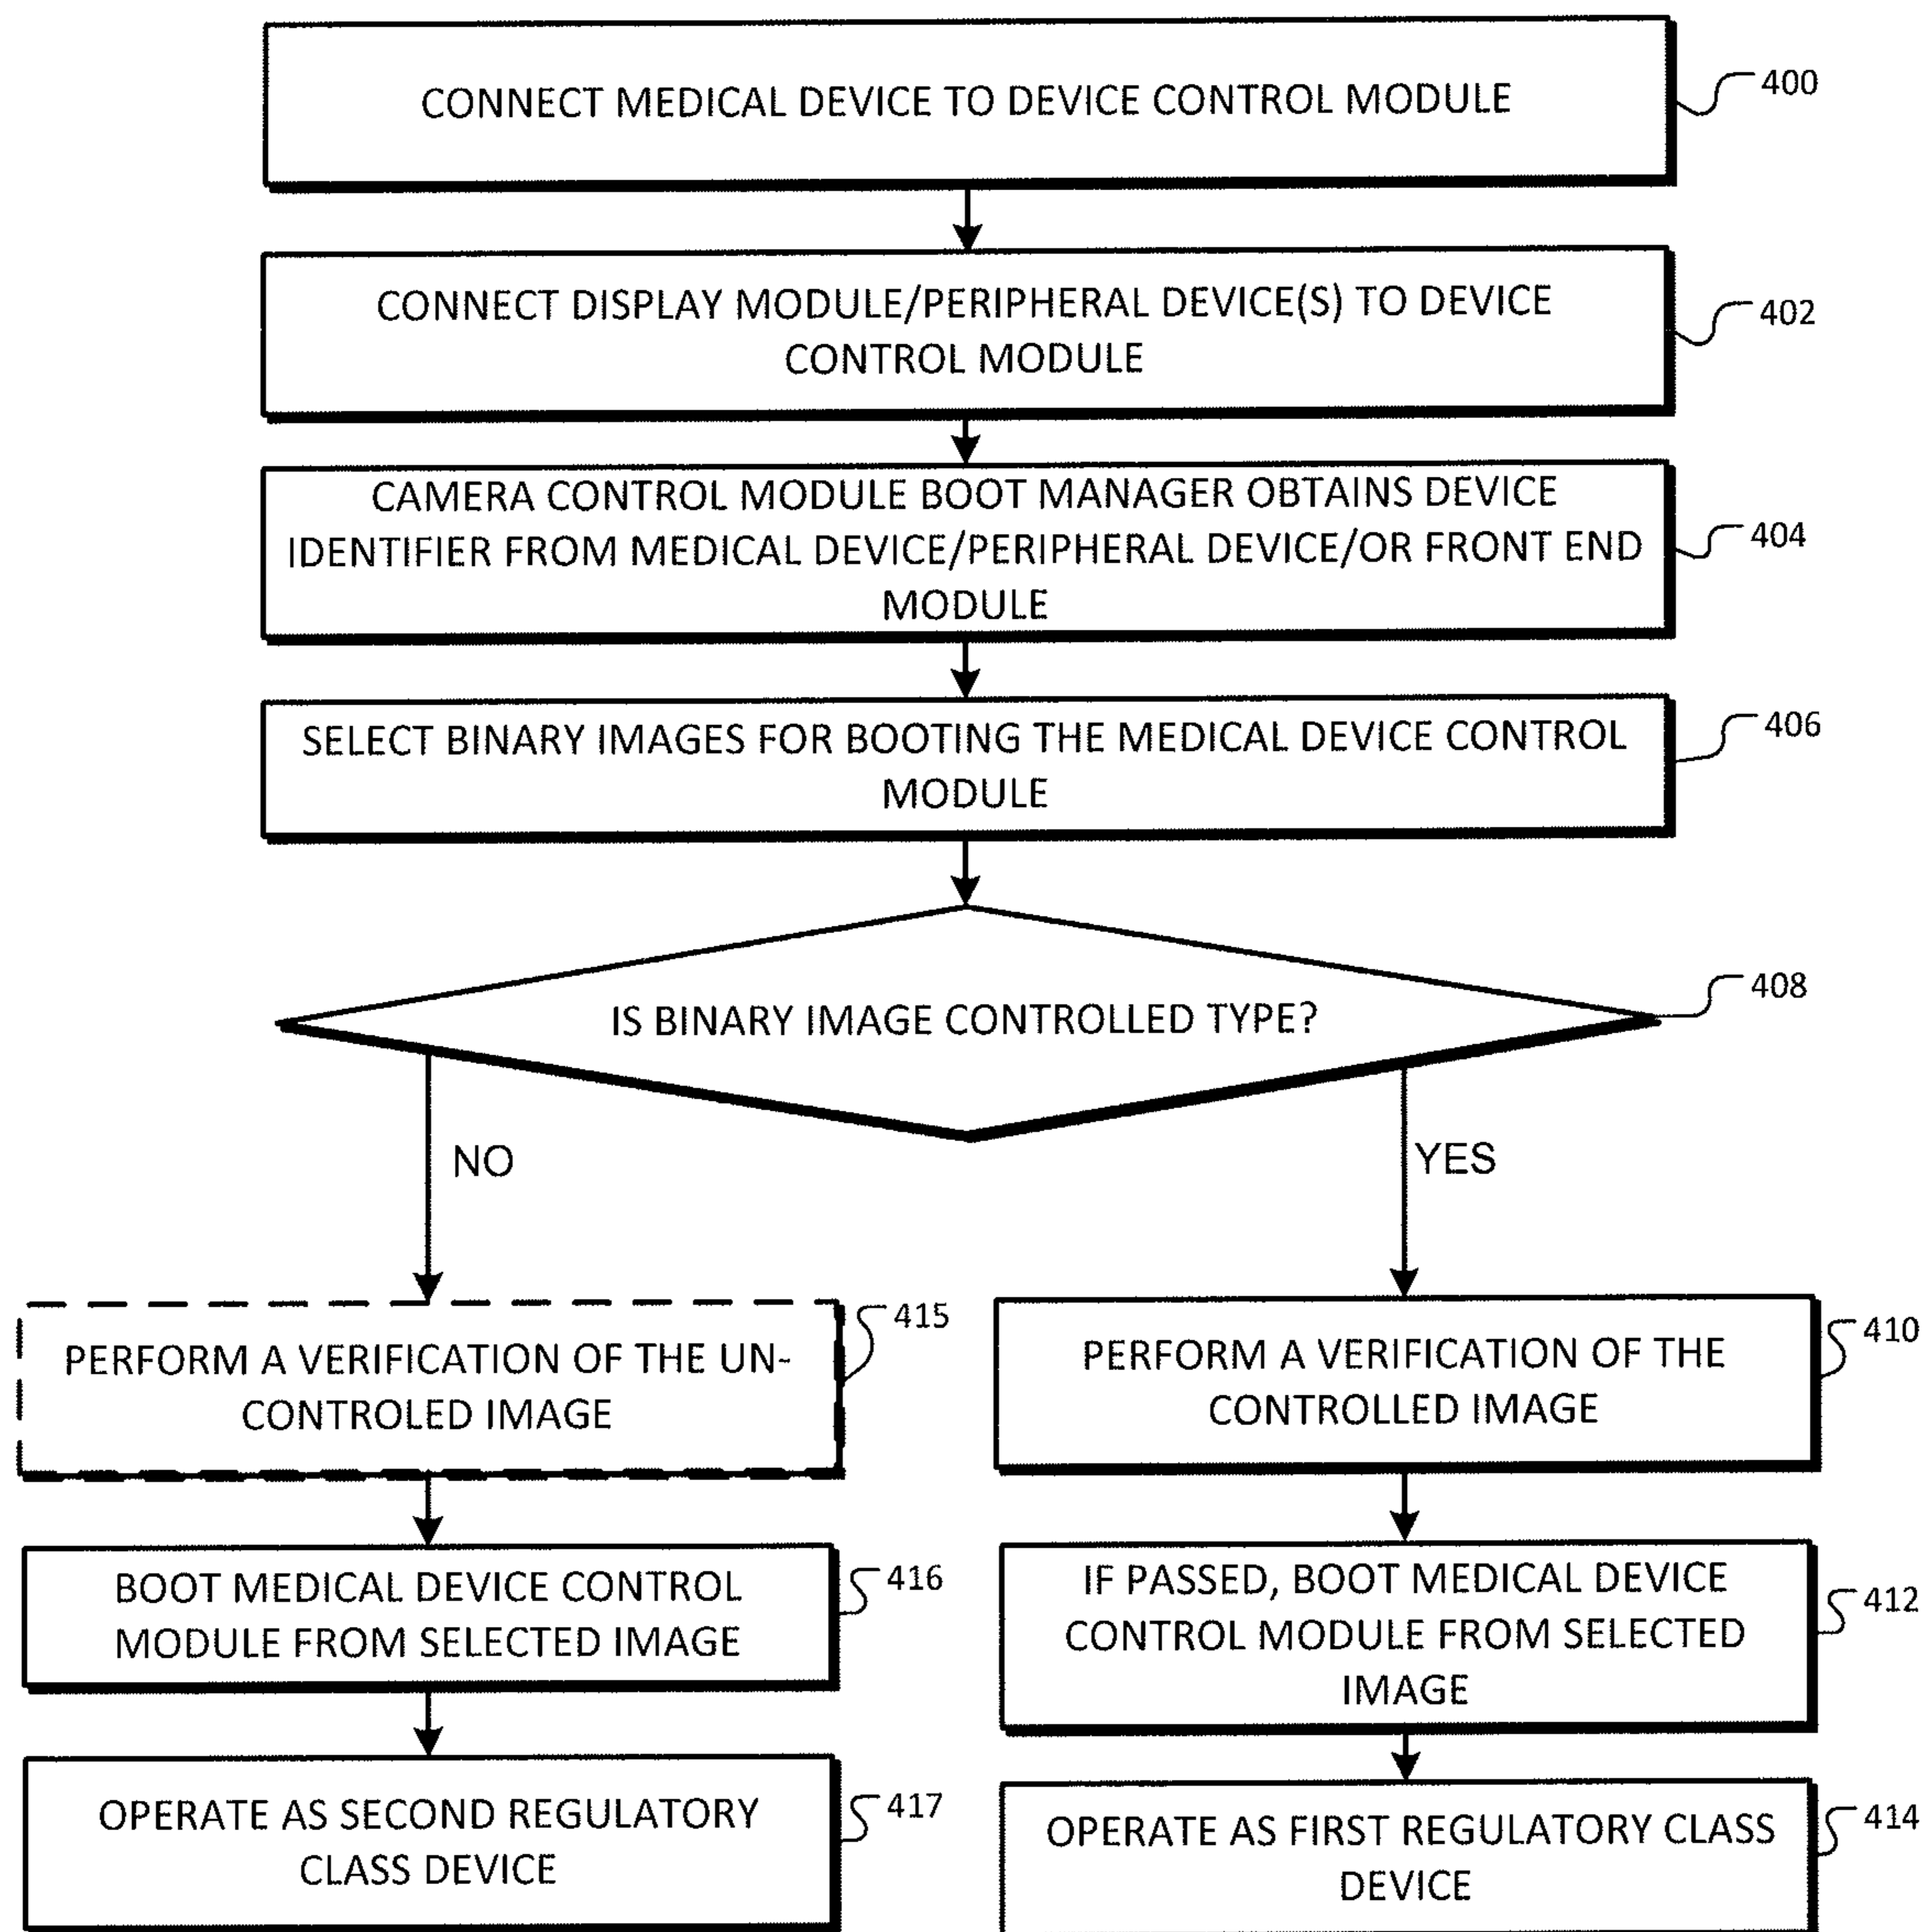 CONNECT MEDICAL DEVICE TO DEVICE CONTROL MODULE
400
CONNECT DISPLAY MODULE/PERIPHERAL DEVICE(S) TO DEVICE
CONTROL MODULE
402
CAMERA CONTROL MODULE BOOT MANAGER OBTAINS DEVICE
IDENTIFIER FROM MEDICAL DEVICE/PERIPHERAL DEVICE/OR FRONT END
MODULE
404
SELECT BINARY IMAGES FOR BOOTING THE MEDICAL DEVICE CONTROL
MODULE
406
IS BINARY IMAGE CONTROLLED TYPE?
408
NO
YES
PERFORM A VERIFICATION OF THE UN-
CONTROLED IMAGE
415
PERFORM A VERIFICATION OF THE
CONTROLLED IMAGE
410
BOOT MEDICAL DEVICE CONTROL
MODULE FROM SELECTED IMAGE
416
IF PASSED, BOOT MEDICAL DEVICE
CONTROL MODULE FROM SELECTED
IMAGE
412
OPERATE AS SECOND REGULATORY
CLASS DEVICE
417
OPERATE AS FIRST REGULATORY CLASS
DEVICE
414